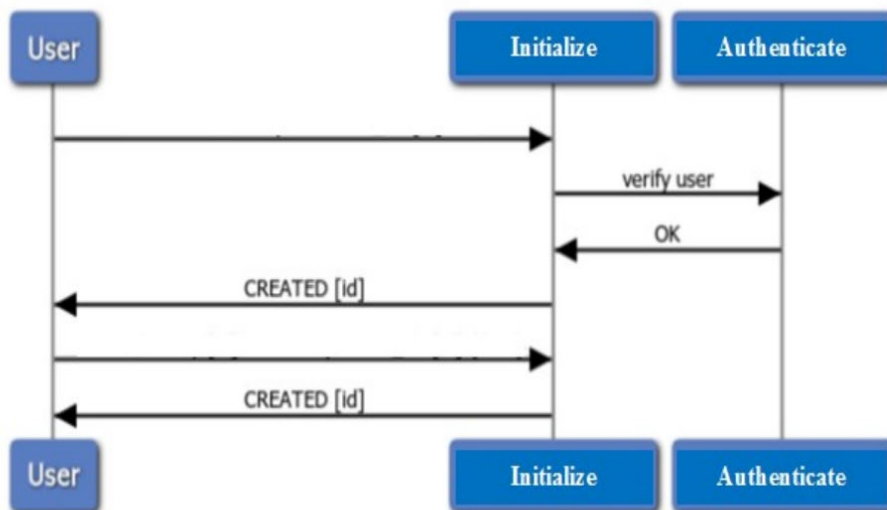 User
Initialize
Authenticate
verify user
OK
CREATED [id]
CREATED [id]
User
Initialize
Authenticate